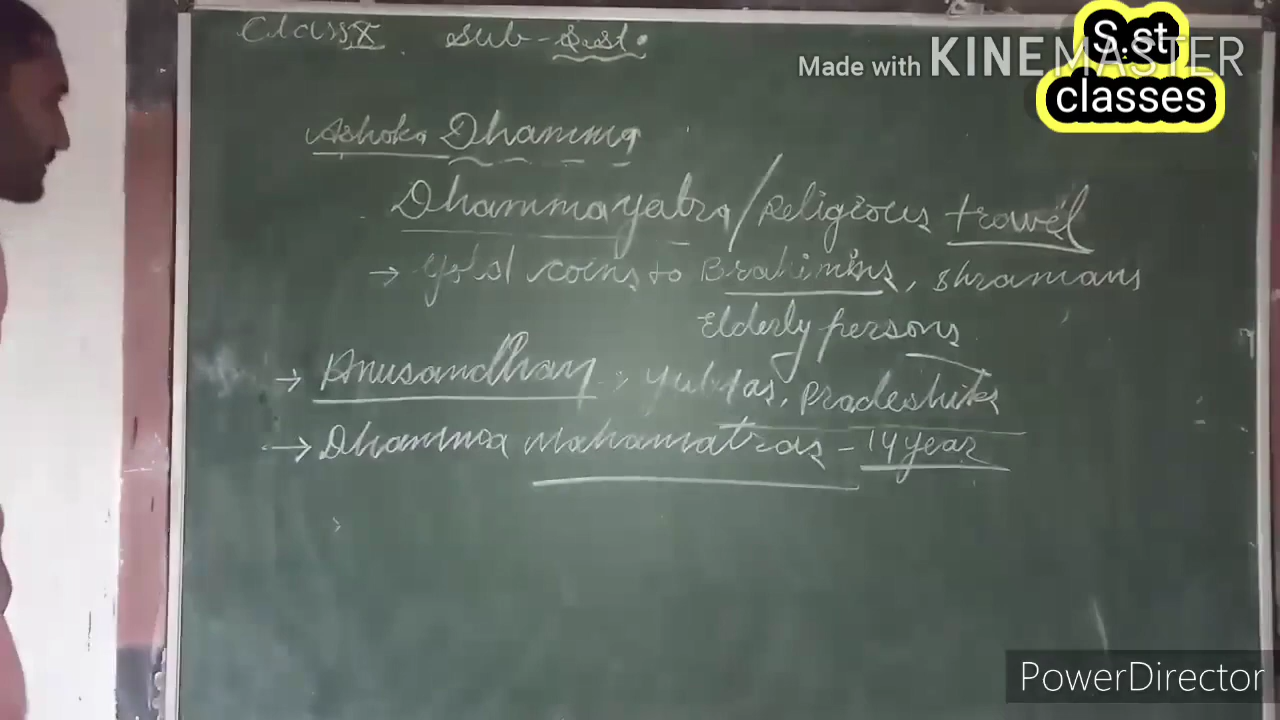 Class X Sub- S.st.
Made with KINEMASTER
S.st
classes
Ashoka Dhamma
Dhammayatra/Religious travel
→ Gold coins to Brahimins, shramans
Elderly persons
→ Anusandhan → yuktas, Pradeshiks
→ Dhamma Mahamatras - 14 year
PowerDirector